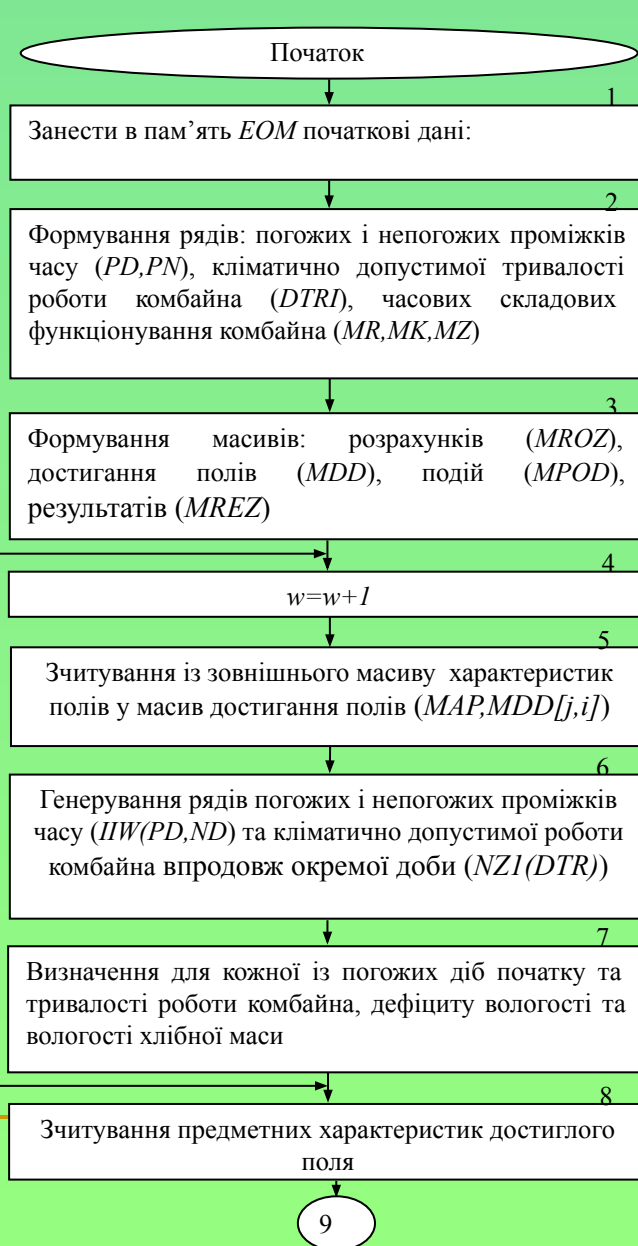 Початок
1
Занести в пам’ять ЕОМ початкові дані:
2
Формування рядів: погожих і непогожих проміжків
часу (PD,PN), кліматично допустимої тривалості
роботи комбайна (DTRI), часових складових
функціонування комбайна (MR,MK,MZ)
3
Формування масивів: розрахунків (MROZ),
достигання полів (MDD), подій (MPOD),
результатів (MREZ)
4
w=w+1
5
Зчитування із зовнішнього масиву характеристик
полів у масив достигання полів (MAP,MDD[j,i])
6
Генерування рядів погожих і непогожих проміжків
часу (IIW(PD,ND) та кліматично допустимої роботи
комбайна впродовж окремої доби (NZ1(DTR))
7
Визначення для кожної із погожих діб початку та
тривалості роботи комбайна, дефіциту вологості та
вологості хлібної маси
8
Зчитування предметних характеристик достиглого
поля
9